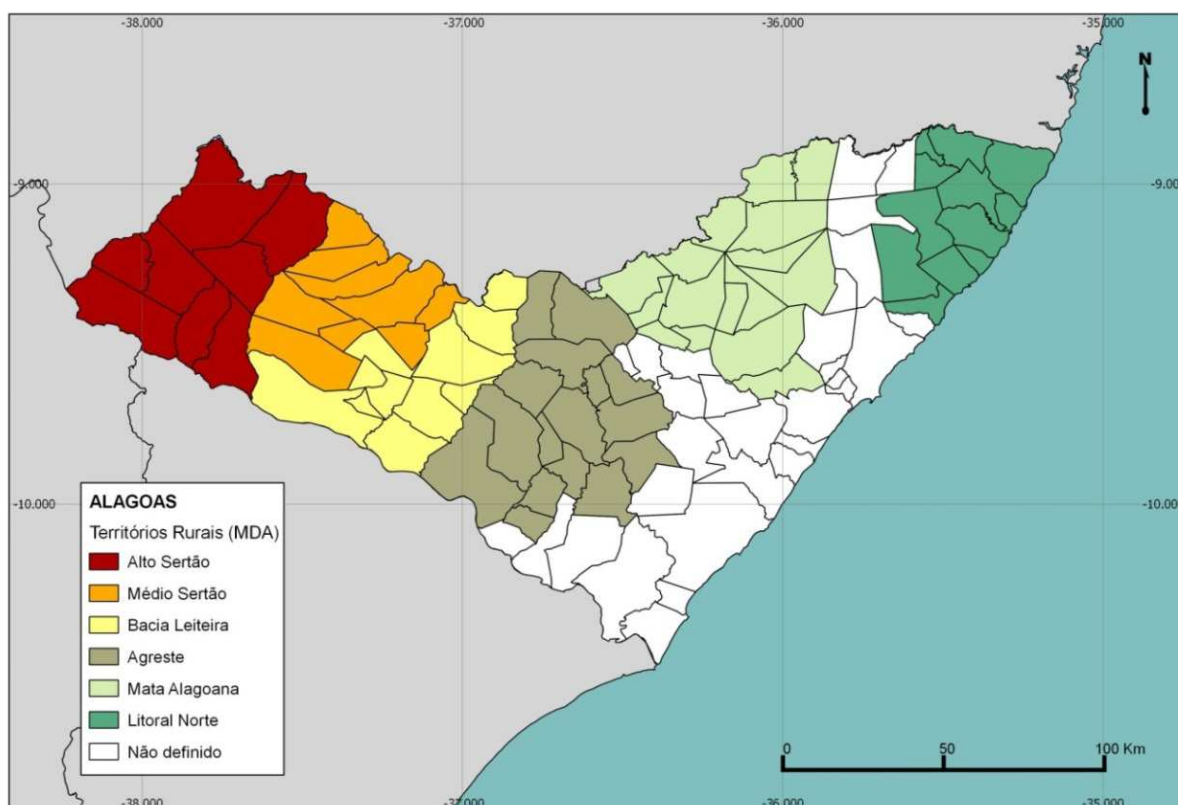 -38.000 -37.000 -36.000 -35.000
N
-9.000 -9.000
-10.000 -10.000
ALAGOAS
Territórios Rurais (MDA)
Alto Sertão
Médio Sertão
Bacia Leiteira
Agreste
Mata Alagoana
Litoral Norte
Não definido
0 50 100 Km
-38.000 -37.000 -36.000 -35.000